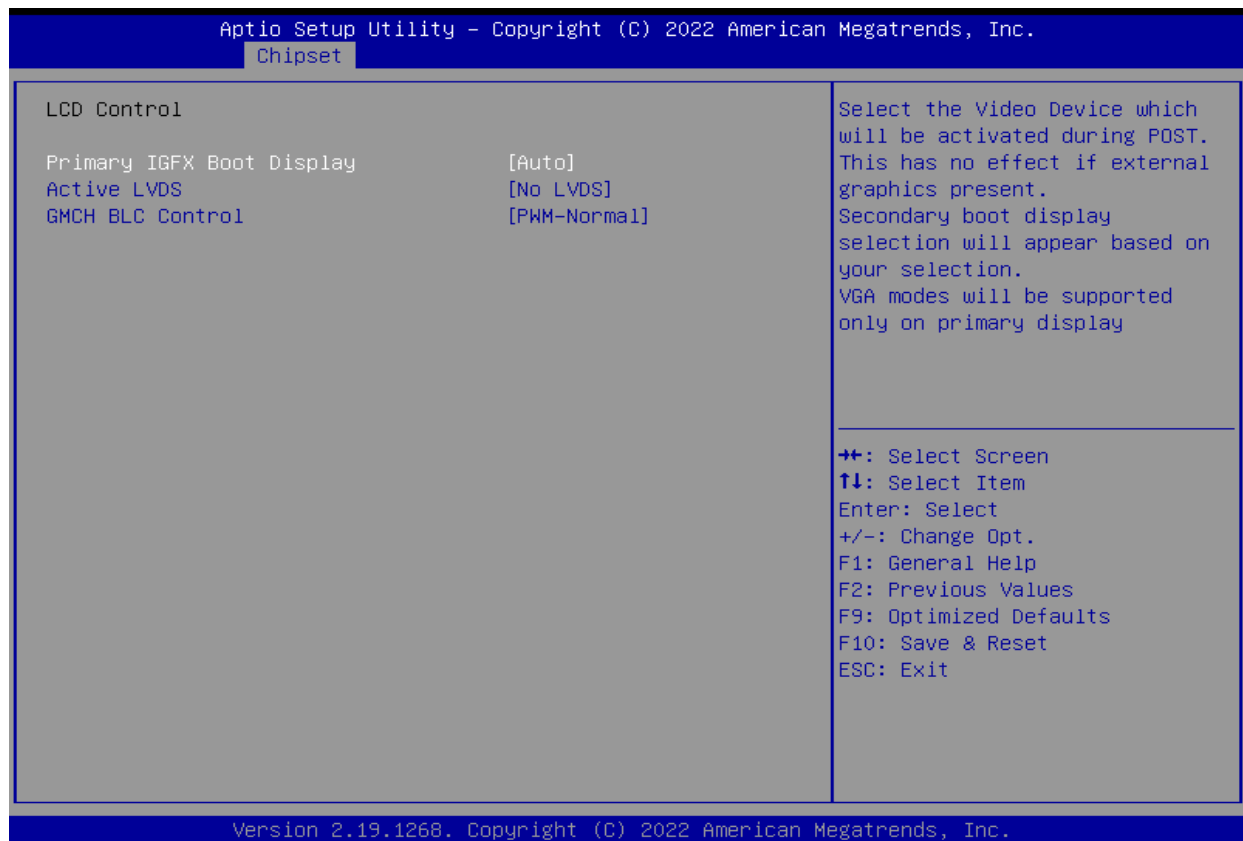 Aptio Setup Utility – Copyright (C) 2022 American Megatrends, Inc.
Chipset
LCD Control
Primary IGFX Boot Display [Auto]
Active LVDS [No LVDS]
GMCH BLC Control [PWM-Normal]
Select the Video Device which
will be activated during POST.
This has no effect if external
graphics present.
Secondary boot display
selection will appear based on
your selection.
VGA modes will be supported
only on primary display
→←: Select Screen
↑↓: Select Item
Enter: Select
+/-: Change Opt.
F1: General Help
F2: Previous Values
F9: Optimized Defaults
F10: Save & Reset
ESC: Exit
Version 2.19.1268. Copyright (C) 2022 American Megatrends, Inc.